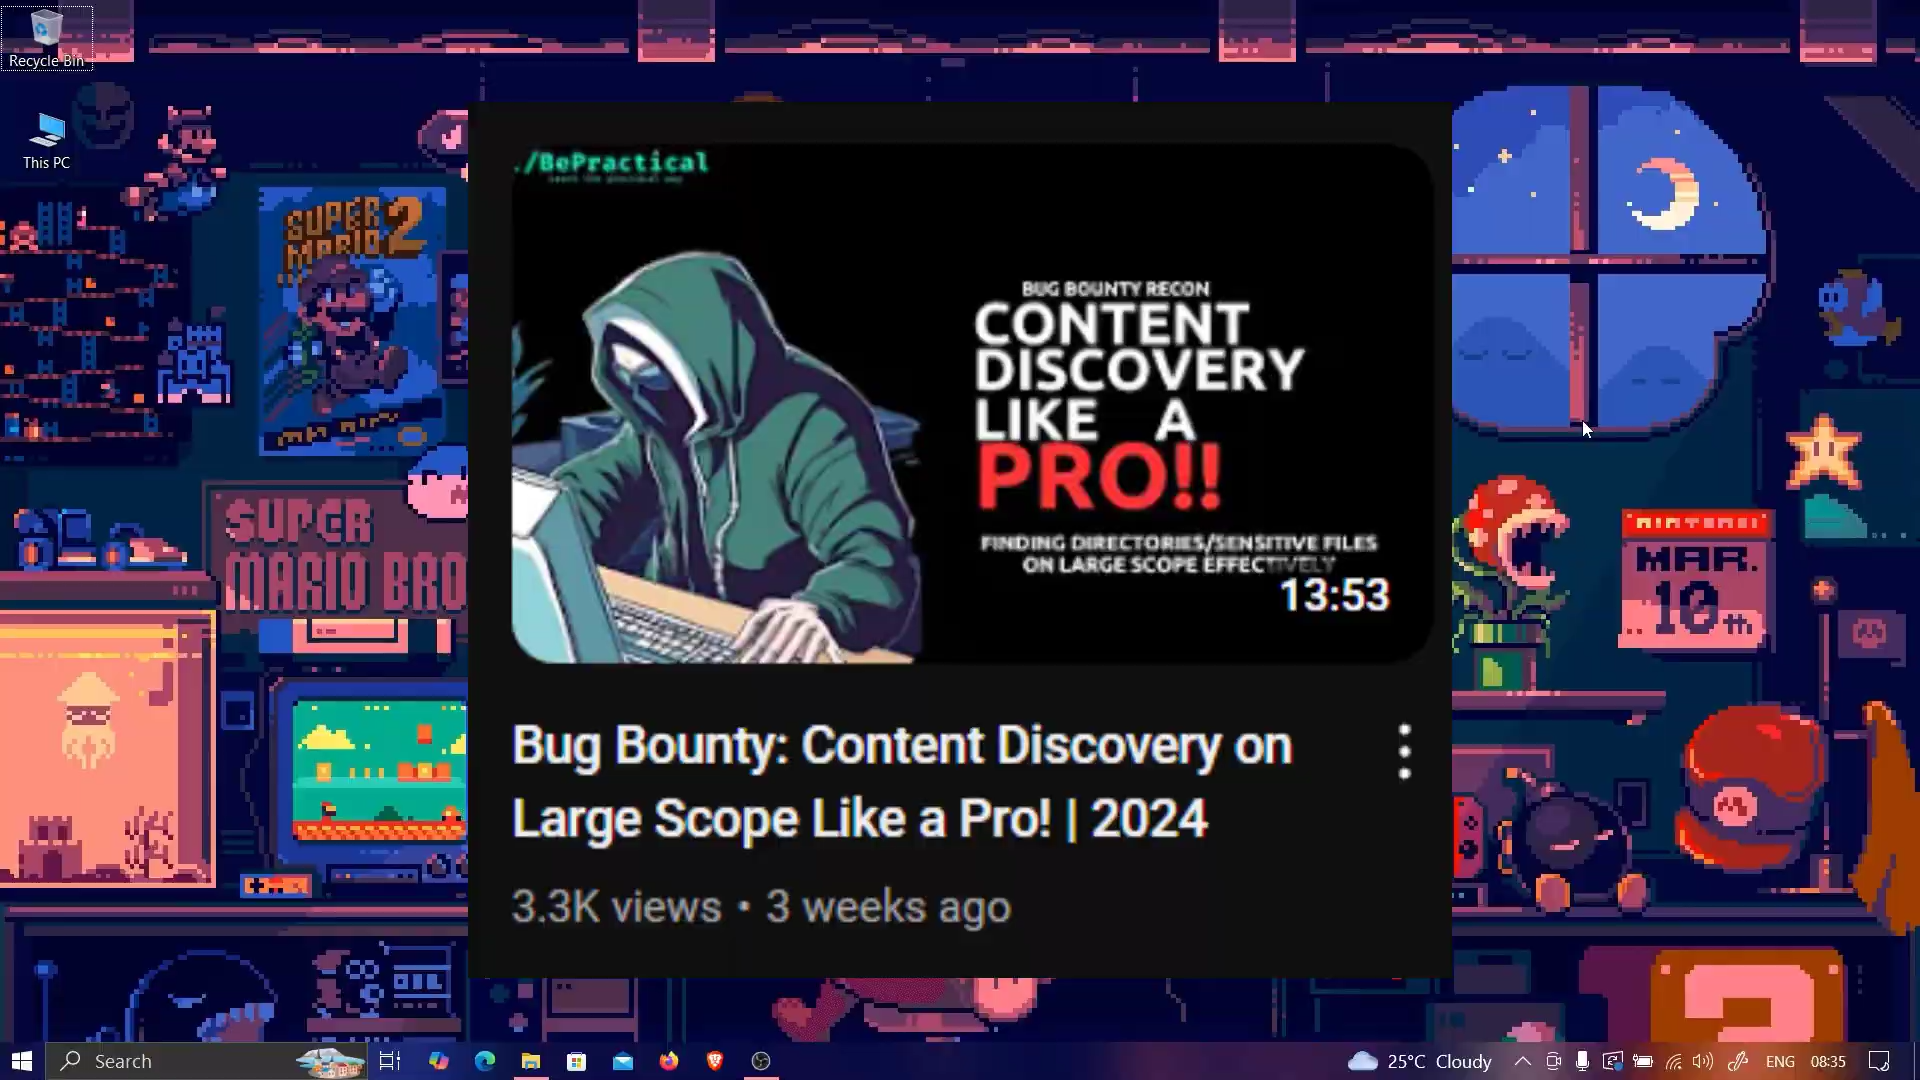 Recycle Bin
This PC
SUPER
MARIO 2
SUPER
MARIO BRO
./BePractical
BUG BOUNTY RECON
CONTENT
DISCOVERY
LIKE A
PRO!!
FINDING DIRECTORIES/SENSITIVE FILES
ON LARGE SCOPE EFFECTIVELY
13:53
Bug Bounty: Content Discovery on
Large Scope Like a Pro! | 2024
3.3K views • 3 weeks ago
NINTENDO
MAR.
10th
Search
25°C Cloudy
ENG
08:35